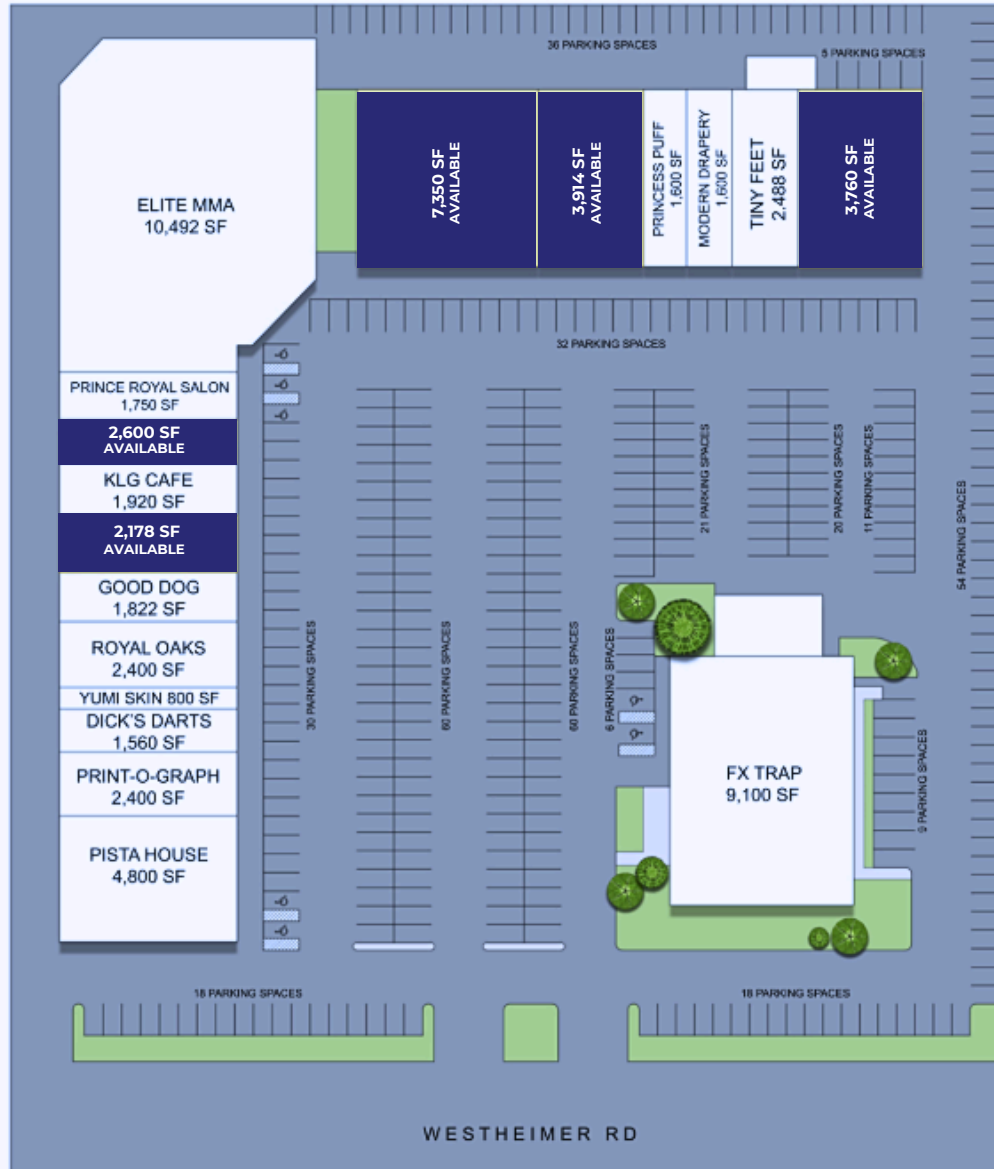 36 PARKING SPACES
5 PARKING SPACES
7,350 SF
AVAILABLE
3,914 SF
AVAILABLE
PRINCESS PUFF
1,600 SF
MODERN DRAPERY
1,600 SF
TINY FEET
2,488 SF
3,760 SF
AVAILABLE
ELITE MMA
10,492 SF
32 PARKING SPACES
PRINCE ROYAL SALON
1,750 SF
2,600 SF
AVAILABLE
KLG CAFE
1,920 SF
2,178 SF
AVAILABLE
GOOD DOG
1,822 SF
ROYAL OAKS
2,400 SF
YUMI SKIN 800 SF
DICK'S DARTS
1,560 SF
PRINT-O-GRAPH
2,400 SF
PISTA HOUSE
4,800 SF
30 PARKING SPACES
60 PARKING SPACES
60 PARKING SPACES
6 PARKING SPACES
21 PARKING SPACES
20 PARKING SPACES
11 PARKING SPACES
54 PARKING SPACES
FX TRAP
9,100 SF
9 PARKING SPACES
18 PARKING SPACES
18 PARKING SPACES
WESTHEIMER RD